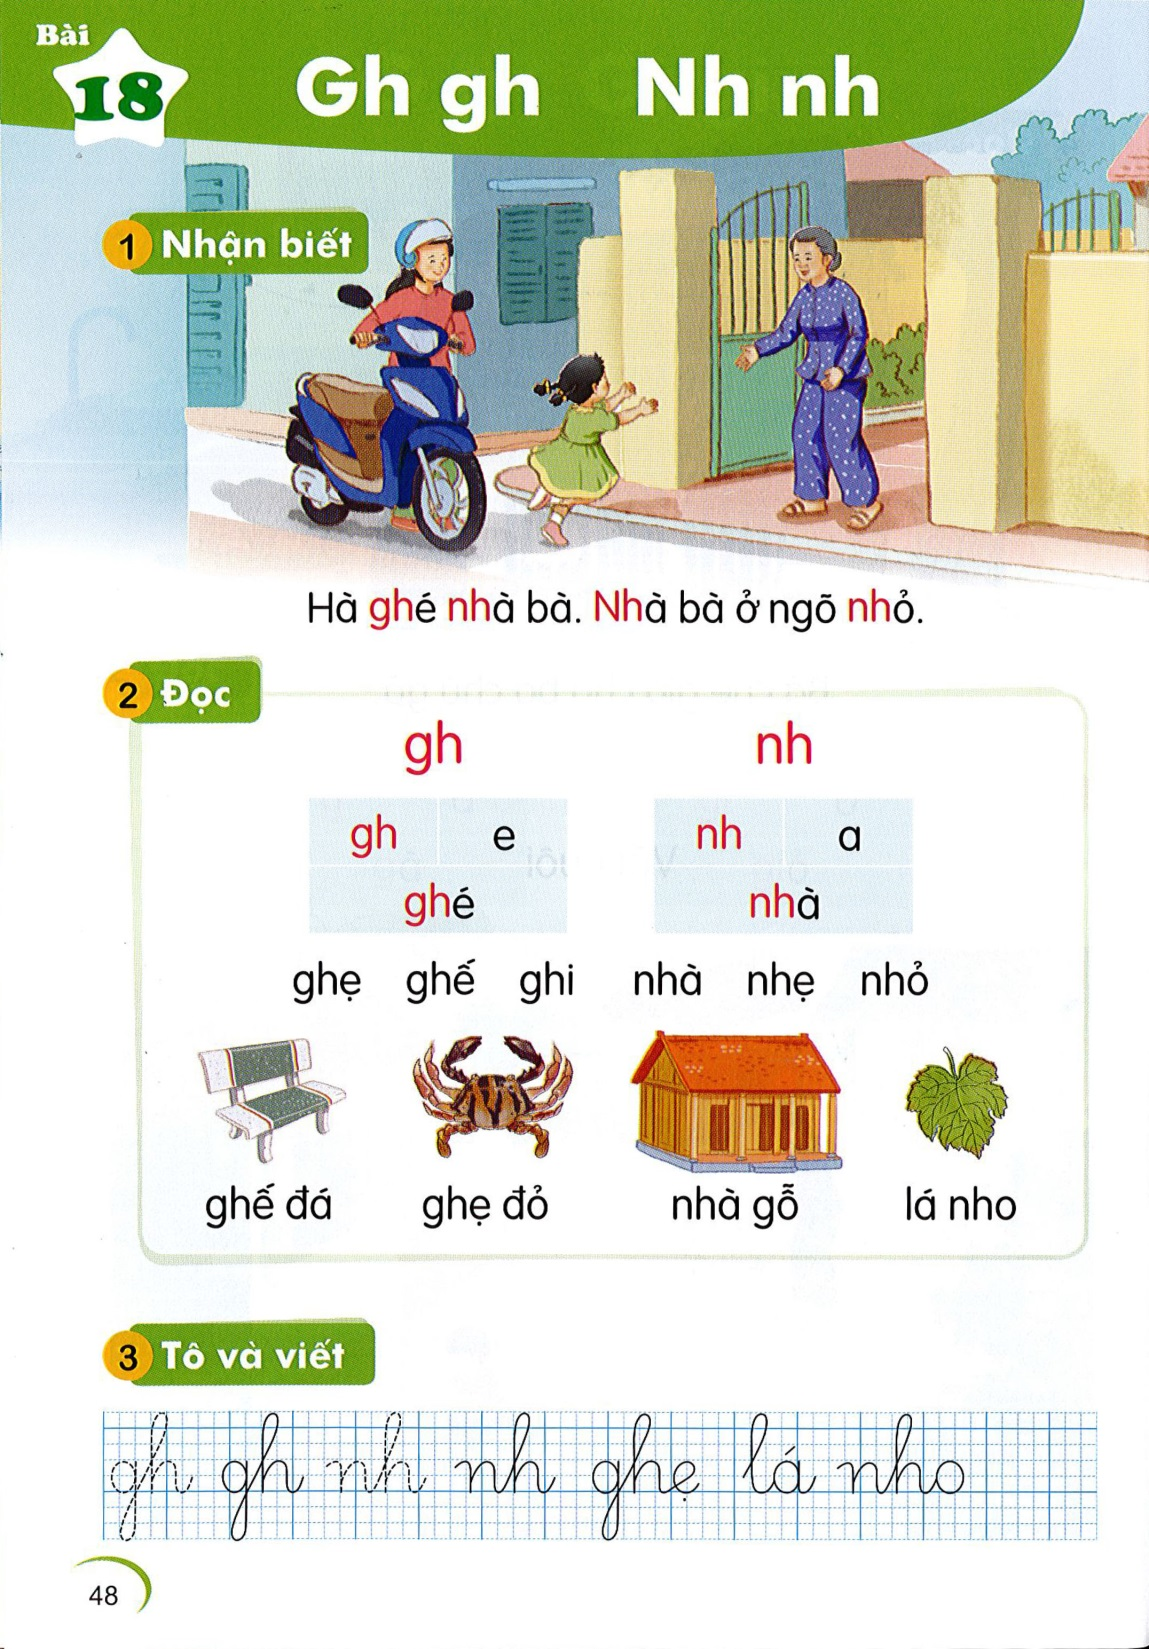 Bài
18
Gh gh Nh nh
1 Nhận biết
Hà ghé nhà bà. Nhà bà ở ngõ nhỏ.
2 Đọc
gh nh
gh e nh a
ghé nhà
ghẹ ghế ghi nhà nhẹ nhỏ
ghế đá ghẹ đỏ nhà gỗ lá nho
3 Tô và viết
gh gh nh nh ghẹ lá nho
48